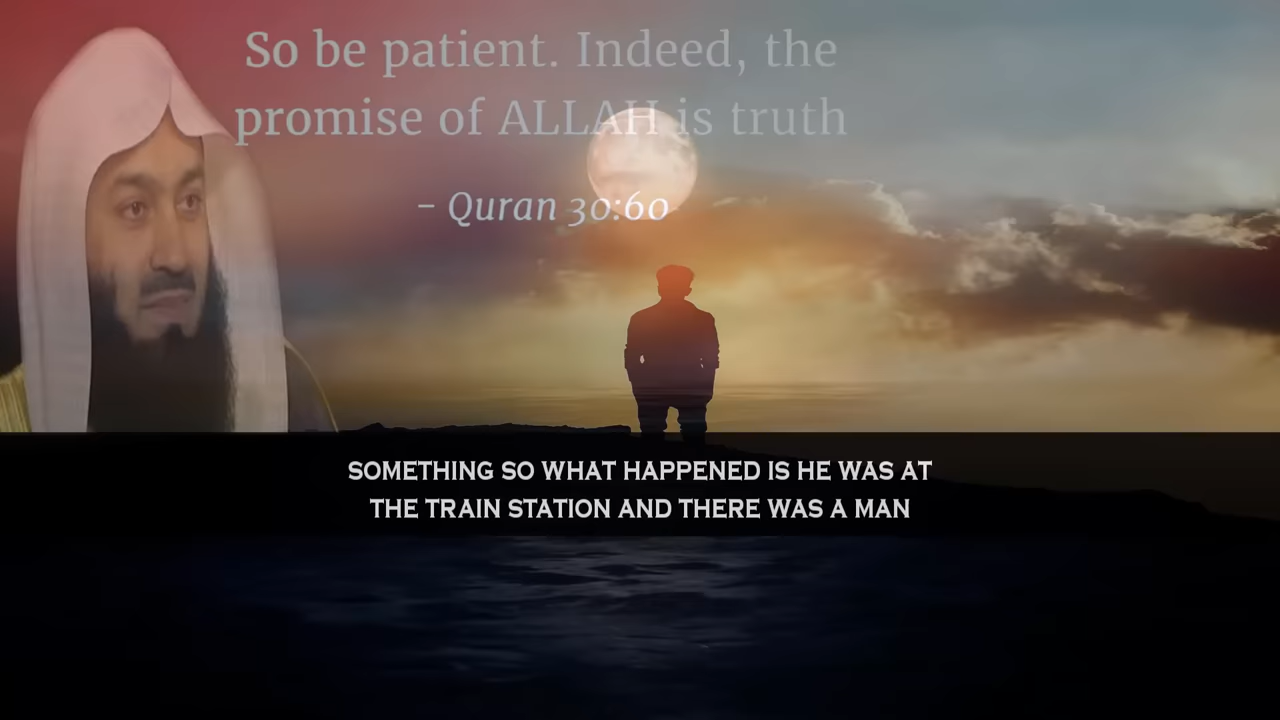 So be patient. Indeed, the
promise of ALLAH is truth
– Quran 30:60
SOMETHING SO WHAT HAPPENED IS HE WAS AT
THE TRAIN STATION AND THERE WAS A MAN